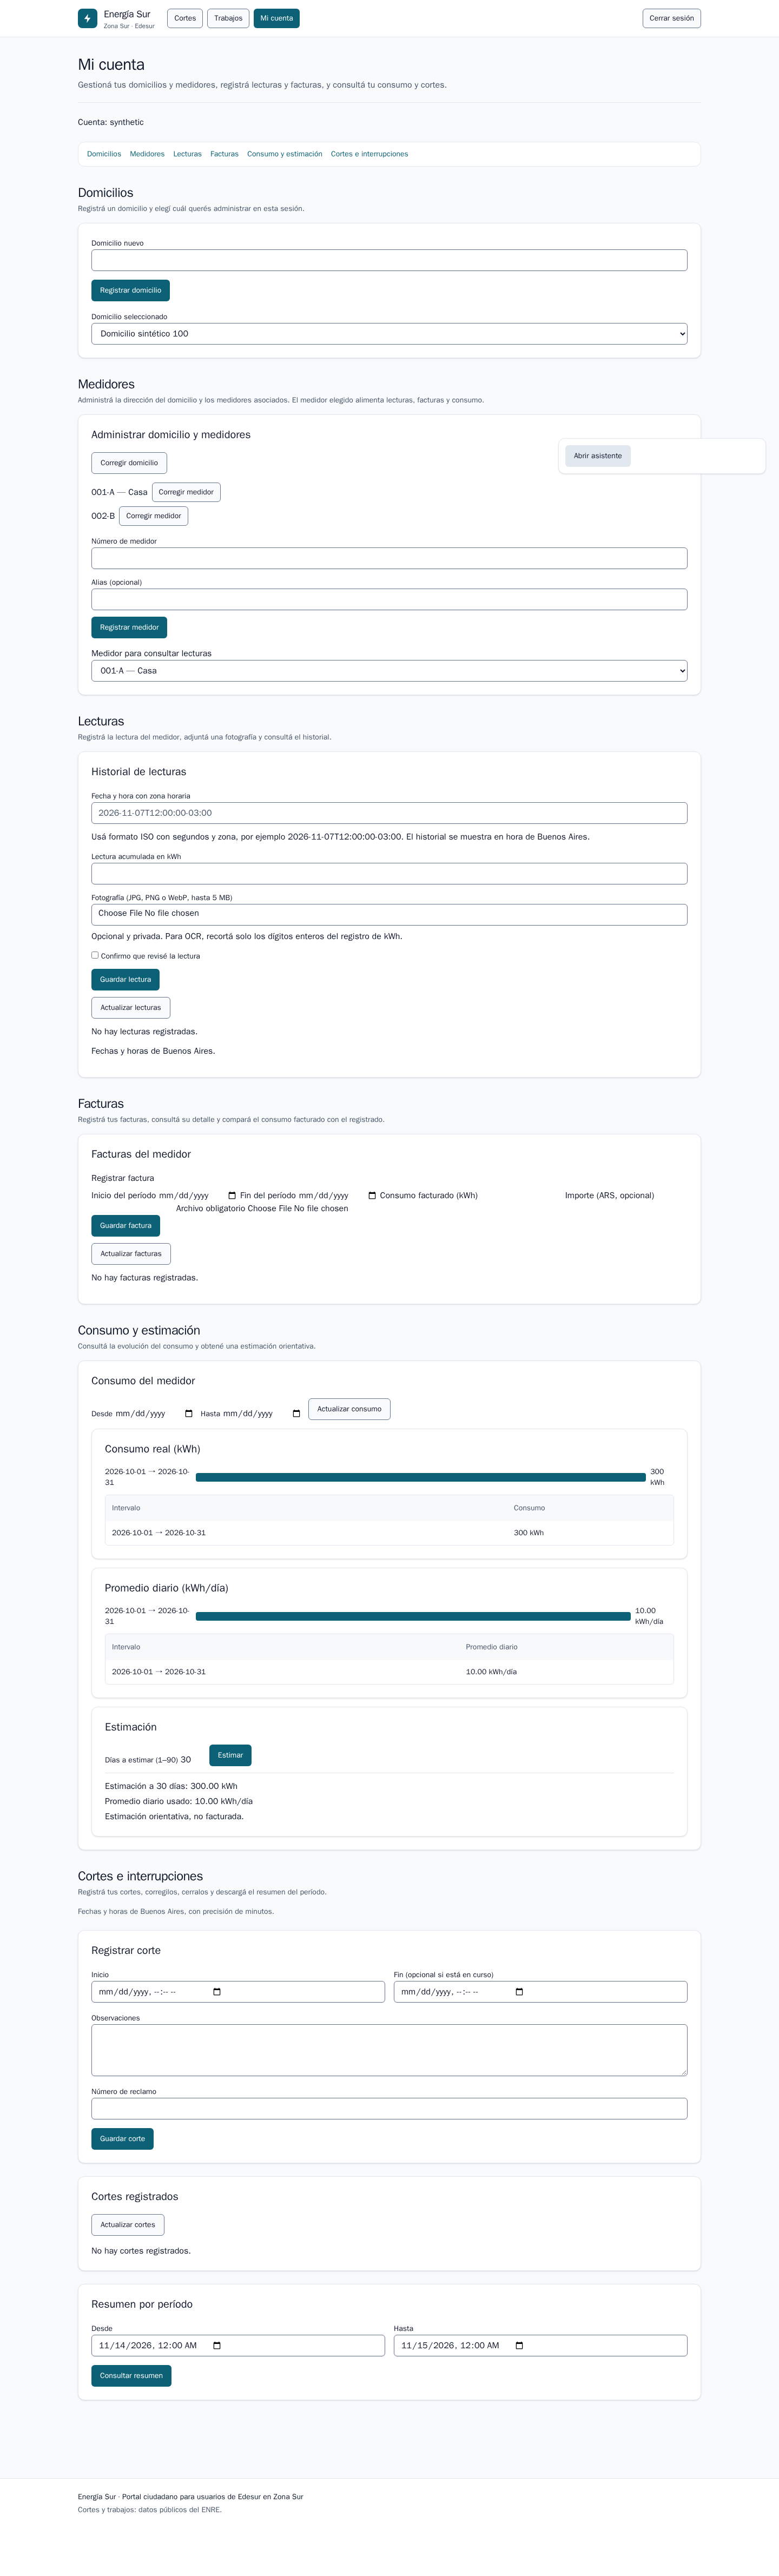 Energía Sur
Zona Sur · Edesur
Cortes
Trabajos
Mi cuenta
Cerrar sesión
Mi cuenta
Gestioná tus domicilios y medidores, registrá lecturas y facturas, y consultá tu consumo y cortes.
Cuenta: synthetic
Domicilios Medidores Lecturas Facturas Consumo y estimación Cortes e interrupciones
Domicilios
Registrá un domicilio y elegí cuál querés administrar en esta sesión.
Domicilio nuevo
Registrar domicilio
Domicilio seleccionado
Domicilio sintético 100
Medidores
Administrá la dirección del domicilio y los medidores asociados. El medidor elegido alimenta lecturas, facturas y consumo.
Administrar domicilio y medidores
Abrir asistente
Corregir domicilio
001-A — Casa Corregir medidor
002-B Corregir medidor
Número de medidor
Alias (opcional)
Registrar medidor
Medidor para consultar lecturas
001-A — Casa
Lecturas
Registrá la lectura del medidor, adjuntá una fotografía y consultá el historial.
Historial de lecturas
Fecha y hora con zona horaria
2026-11-07T12:00:00-03:00
Usá formato ISO con segundos y zona, por ejemplo 2026-11-07T12:00:00-03:00. El historial se muestra en hora de Buenos Aires.
Lectura acumulada en kWh
Fotografía (JPG, PNG o WebP, hasta 5 MB)
Choose File No file chosen
Opcional y privada. Para OCR, recortá solo los dígitos enteros del registro de kWh.
Confirmo que revisé la lectura
Guardar lectura
Actualizar lecturas
No hay lecturas registradas.
Fechas y horas de Buenos Aires.
Facturas
Registrá tus facturas, consultá su detalle y compará el consumo facturado con el registrado.
Facturas del medidor
Registrar factura
Inicio del período mm/dd/yyyy Fin del período mm/dd/yyyy Consumo facturado (kWh) Importe (ARS, opcional)
Archivo obligatorio Choose File No file chosen
Guardar factura
Actualizar facturas
No hay facturas registradas.
Consumo y estimación
Consultá la evolución del consumo y obtené una estimación orientativa.
Consumo del medidor
Desde mm/dd/yyyy Hasta mm/dd/yyyy Actualizar consumo
Consumo real (kWh)
2026-10-01 → 2026-10-
31
300
kWh
Intervalo Consumo
2026-10-01 → 2026-10-31 300 kWh
Promedio diario (kWh/día)
2026-10-01 → 2026-10-
31
10.00
kWh/día
Intervalo Promedio diario
2026-10-01 → 2026-10-31 10.00 kWh/día
Estimación
Días a estimar (1–90) 30 Estimar
Estimación a 30 días: 300.00 kWh
Promedio diario usado: 10.00 kWh/día
Estimación orientativa, no facturada.
Cortes e interrupciones
Registrá tus cortes, corregilos, cerralos y descargá el resumen del período.
Fechas y horas de Buenos Aires, con precisión de minutos.
Registrar corte
Inicio Fin (opcional si está en curso)
mm/dd/yyyy, --:-- -- mm/dd/yyyy, --:-- --
Observaciones
Número de reclamo
Guardar corte
Cortes registrados
Actualizar cortes
No hay cortes registrados.
Resumen por período
Desde Hasta
11/14/2026, 12:00 AM 11/15/2026, 12:00 AM
Consultar resumen
Energía Sur · Portal ciudadano para usuarios de Edesur en Zona Sur
Cortes y trabajos: datos públicos del ENRE.